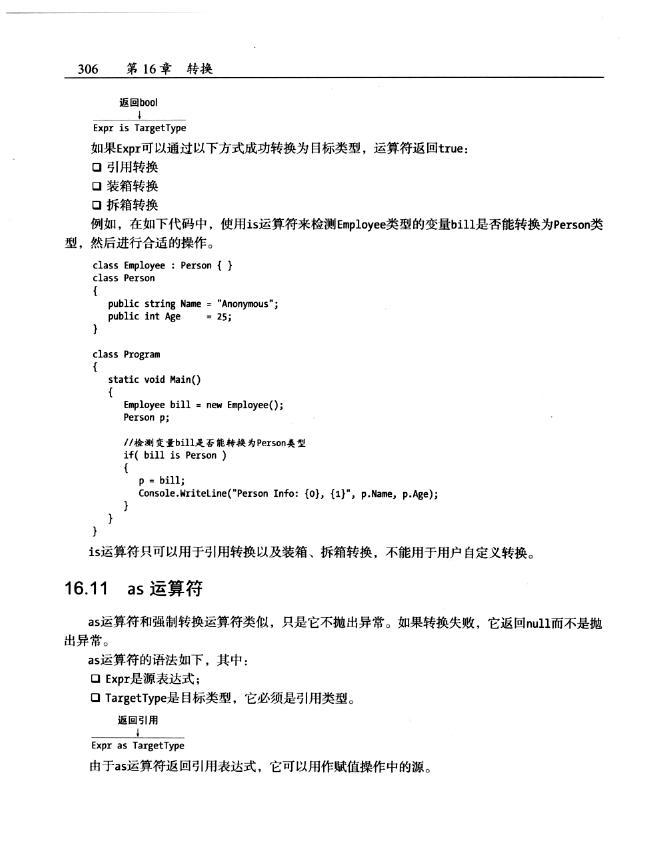 306 第16章 转换
返回bool
↓
Expr is TargetType
如果Expr可以通过以下方式成功转换为目标类型，运算符返回true：
❑ 引用转换
❑ 装箱转换
❑ 拆箱转换
例如，在如下代码中，使用is运算符来检测Employee类型的变量bill是否能转换为Person类
型，然后进行合适的操作。
class Employee : Person { }
class Person
{
public string Name = "Anonymous";
public int Age = 25;
}
class Program
{
static void Main()
{
Employee bill = new Employee();
Person p;
//检测变量bill是否能转换为Person类型
if( bill is Person )
{
p = bill;
Console.WriteLine("Person Info: {0}, {1}", p.Name, p.Age);
}
}
}
is运算符只可以用于引用转换以及装箱、拆箱转换，不能用于用户自定义转换。
16.11 as 运算符
as运算符和强制转换运算符类似，只是它不抛出异常。如果转换失败，它返回null而不是抛
出异常。
as运算符的语法如下，其中：
❑ Expr是源表达式；
❑ TargetType是目标类型，它必须是引用类型。
返回引用
↓
Expr as TargetType
由于as运算符返回引用表达式，它可以用作赋值操作中的源。